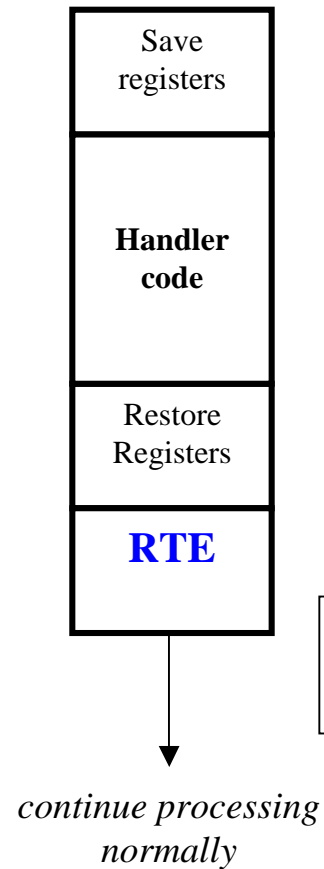 Save
registers
Handler
code
Restore
Registers
RTE
continue processing
normally